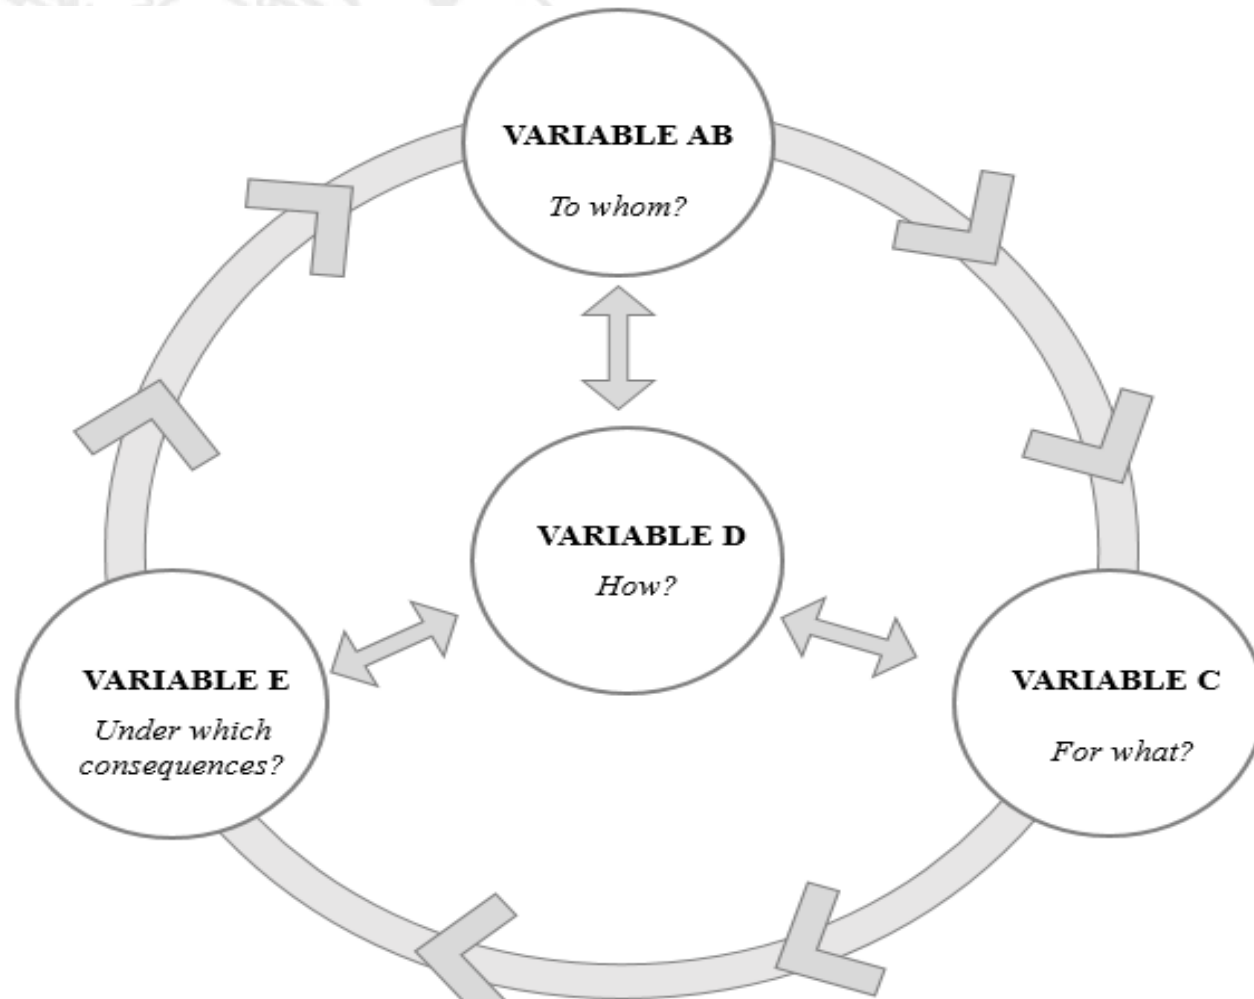 VARIABLE AB
To whom?
VARIABLE D
How?
VARIABLE E
Under which
consequences?
VARIABLE C
For what?